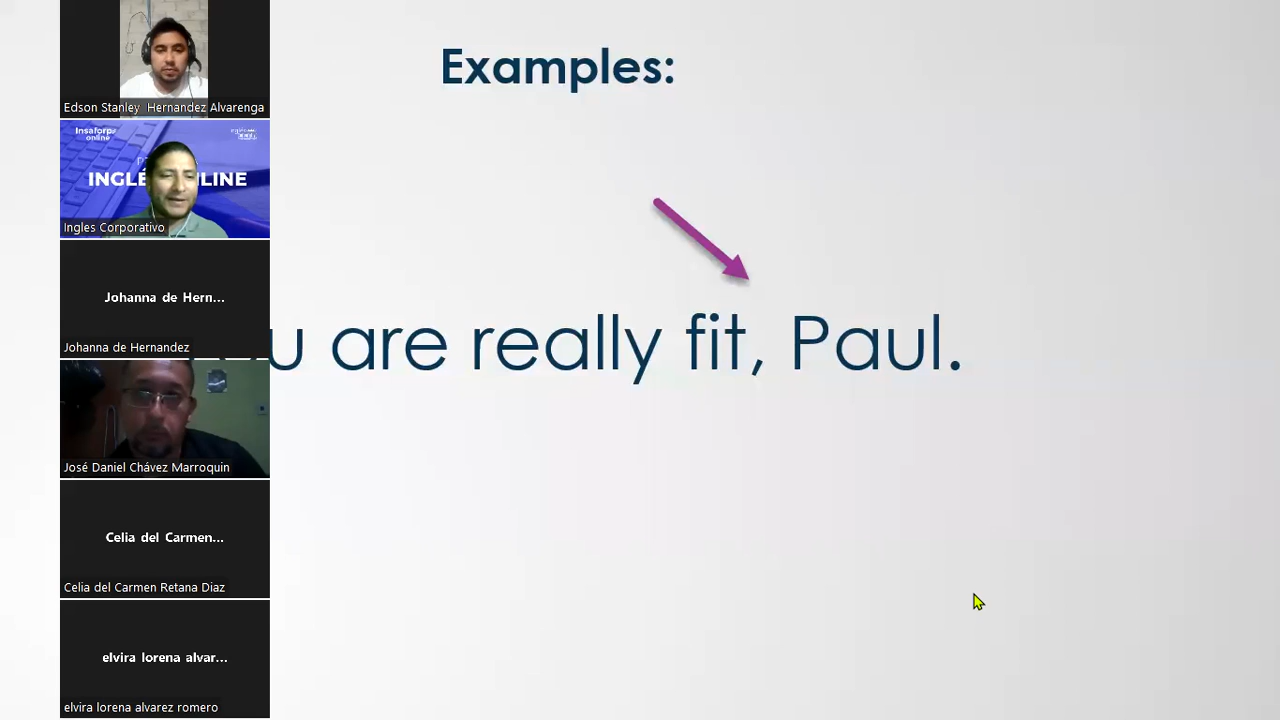 Examples:
are really fit, Paul.
Edson Stanley Hernandez Alvarenga
Insaforp
online
INGLÉ
LINE
Ingles Corporativo
Johanna de Hern...
Johanna de Hernandez
José Daniel Chávez Marroquin
Celia del Carmen...
Celia del Carmen Retana Diaz
elvira lorena alvar...
elvira lorena alvarez romero